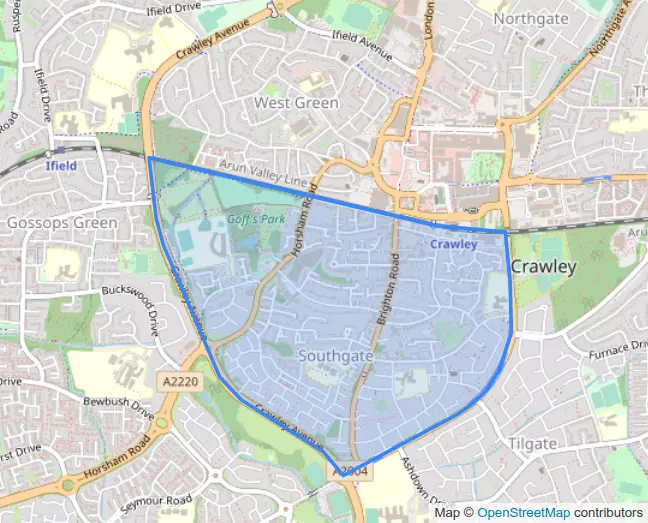 Ifield Drive
Northgate
Ruspe
Crawley Avenue
London
Northgate A
Ifield Avenue
Ifield Drive
West Green
Th
Road
Ifield
Arun Valley Line
Horsham Road
Goff's Park
Gossops Green
Crawley
Aru
Crawley
Brighton Road
Crawley Avenue
Buckswood Drive
Southgate
Furnace Driv
A2220
Drive
Bewbush Drive
Crawley Avenue
Tilgate
rst Drive
Horsham Road
A2004
Ashdown Drive
Seymour Road
Map © OpenStreetMap contributors